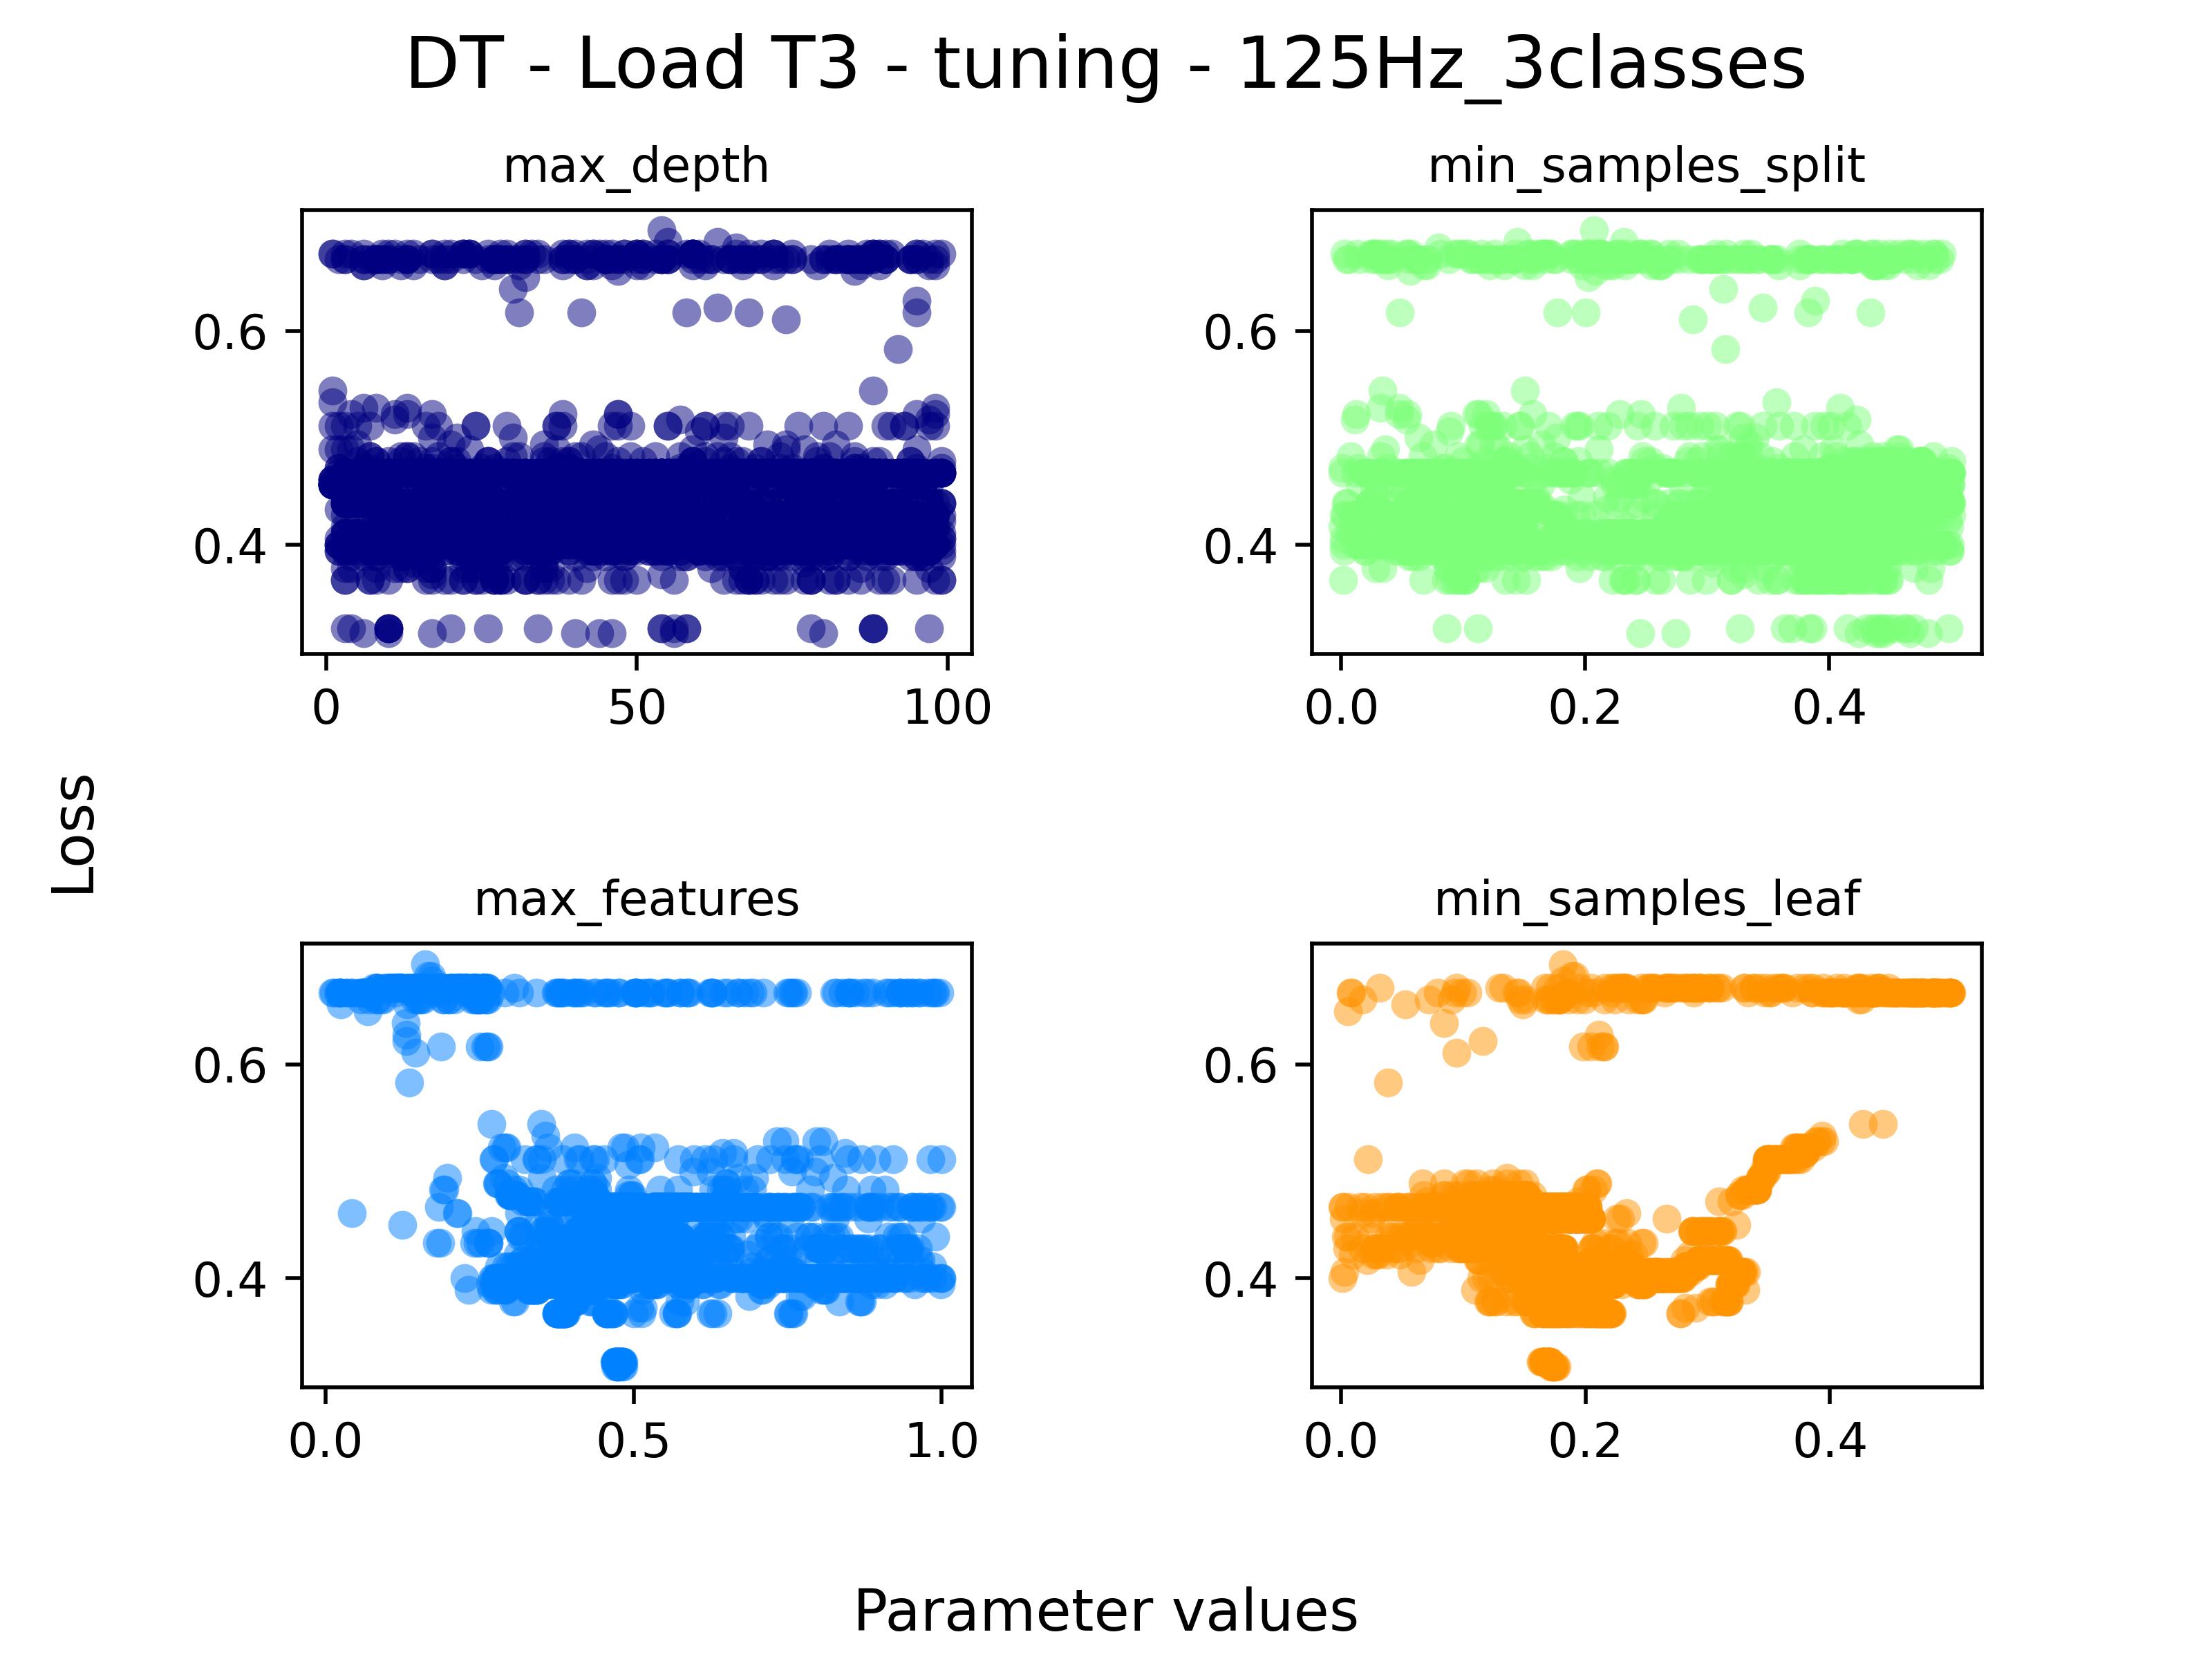 DT - Load T3 - tuning - 125Hz_3classes
max_depth
min_samples_split
0.6
0.4
0 50 100
0.6
0.4
0.0 0.2 0.4
Loss
max_features
min_samples_leaf
0.6
0.4
0.0 0.5 1.0
0.6
0.4
0.0 0.2 0.4
Parameter values